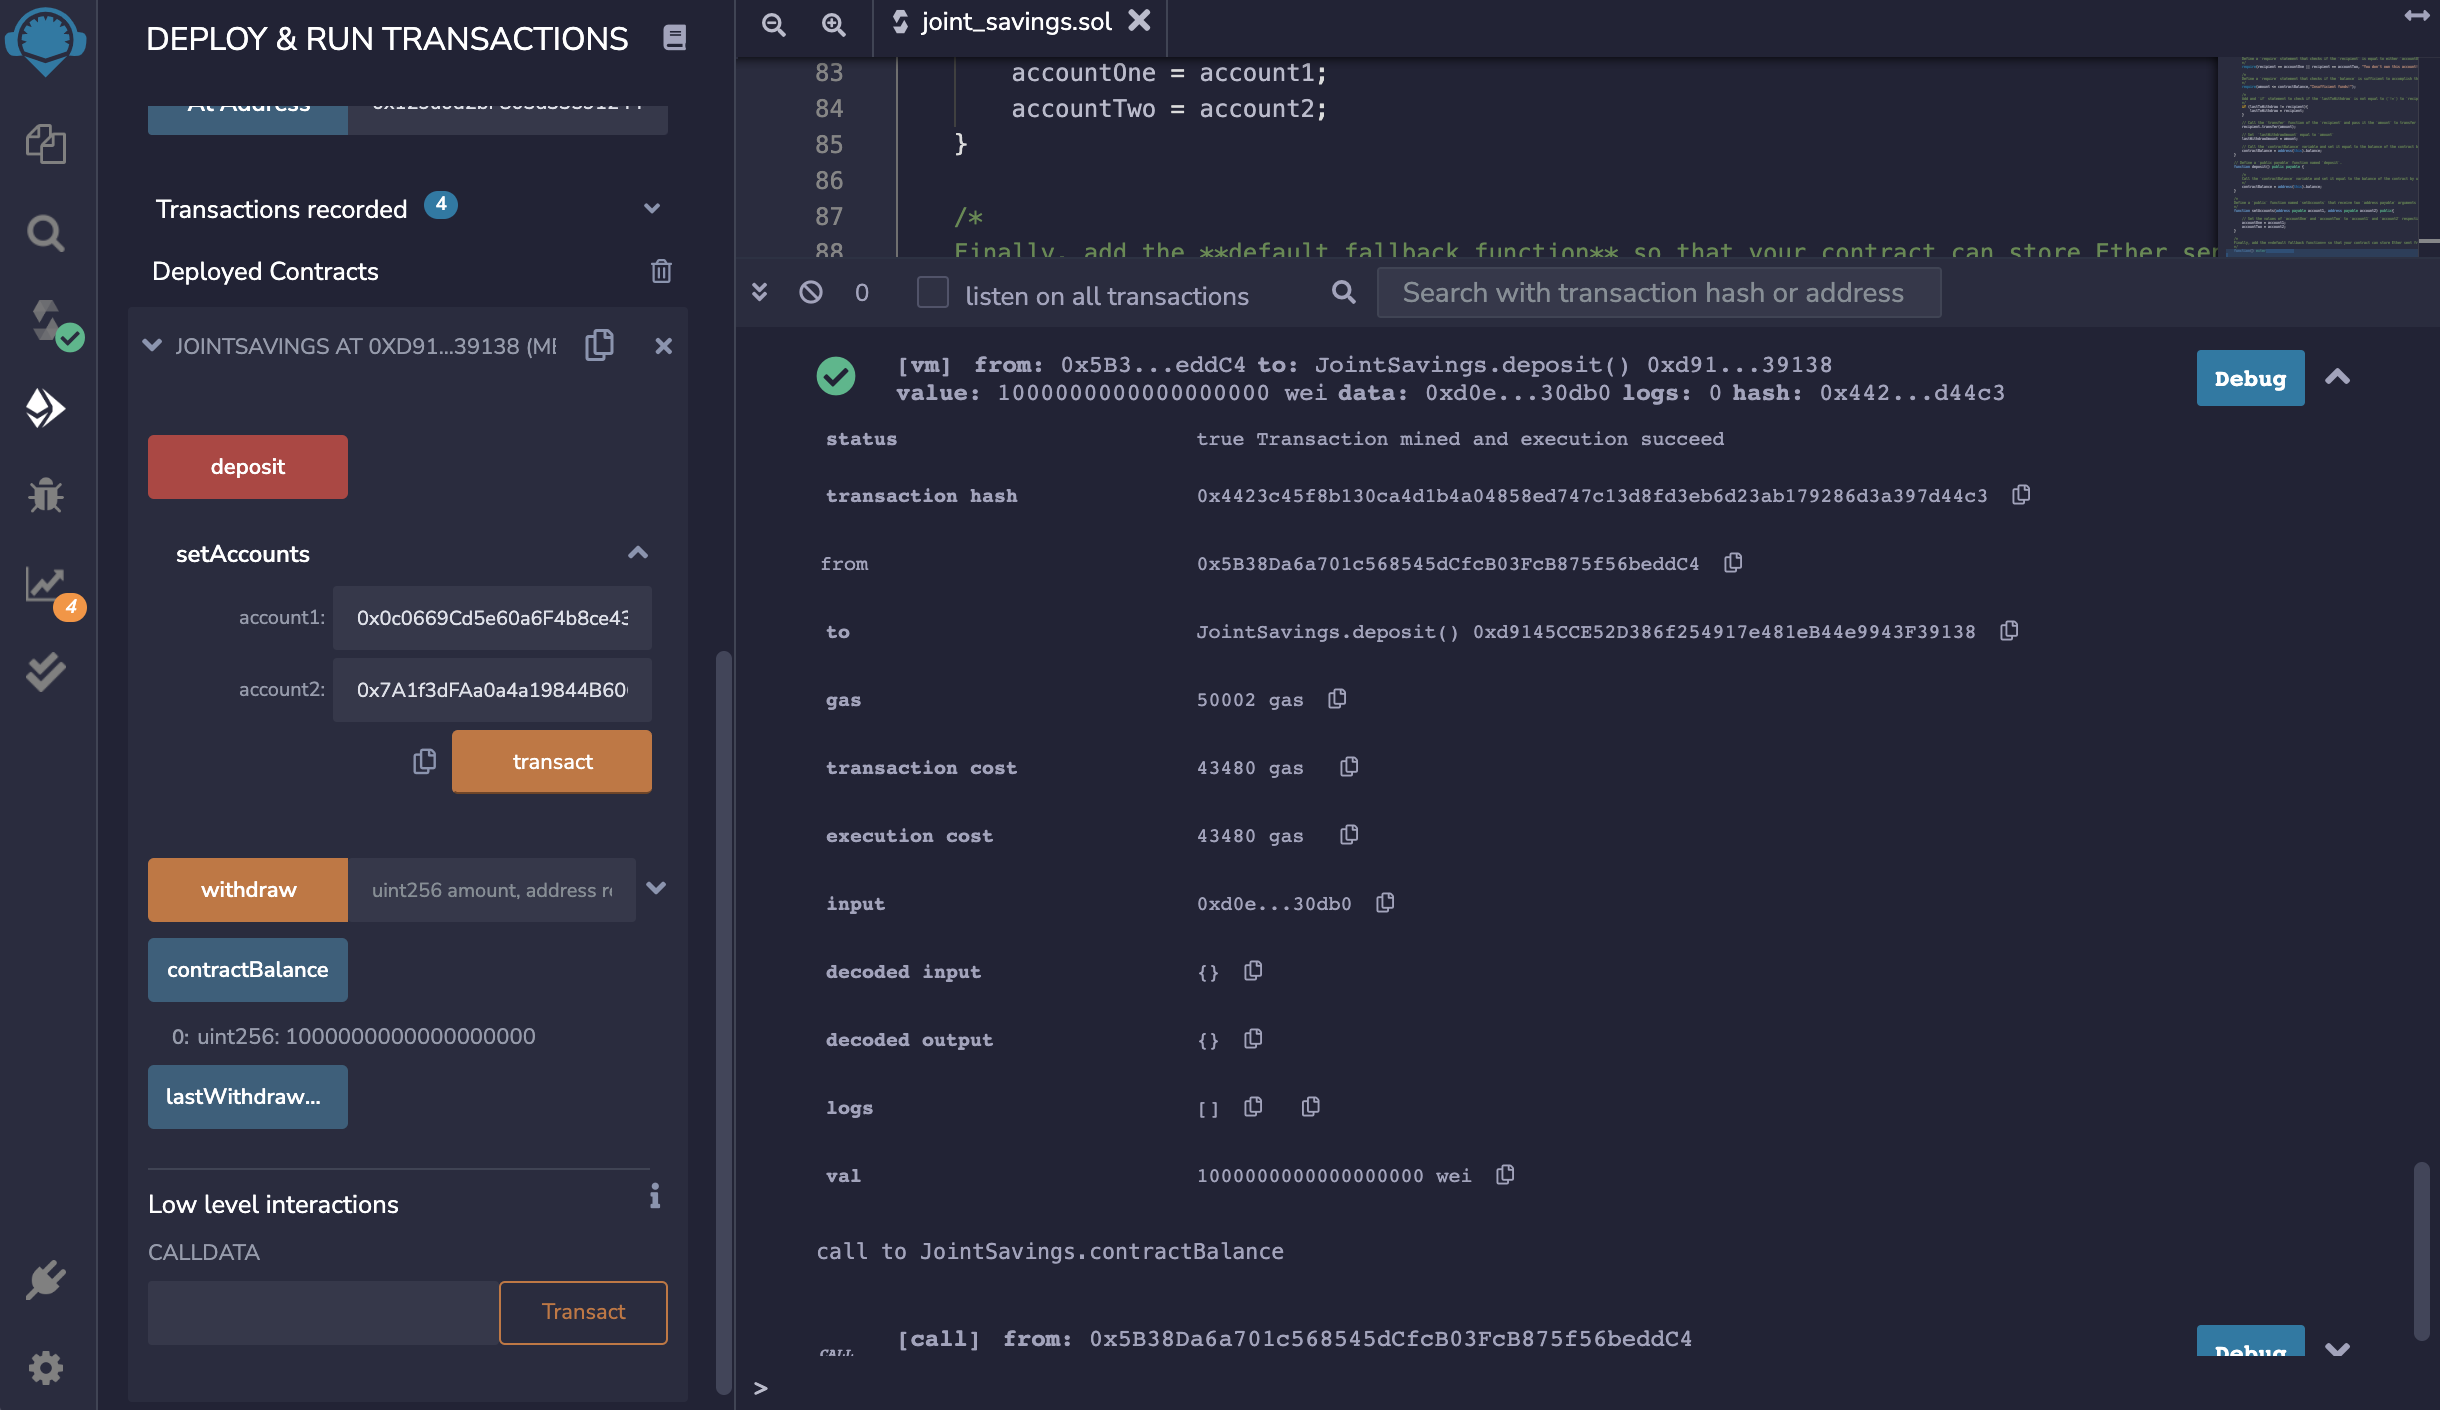 DEPLOY & RUN TRANSACTIONS
At Address
Transactions recorded 4
Deployed Contracts
JOINTSAVINGS AT 0XD91...39138 (ME
deposit
setAccounts
account1: 0x0c0669Cd5e60a6F4b8ce43
account2: 0x7A1f3dFAa0a4a19844B60
transact
withdraw uint256 amount, address re
contractBalance
0: uint256: 1000000000000000000
lastWithdraw...
Low level interactions
CALLDATA
Transact
4
joint_savings.sol
83 accountOne = account1;
84 accountTwo = account2;
85 }
86
87 /*
88 Finally, add the **default fallback function** so that your contract can store Ether sen
0 listen on all transactions Search with transaction hash or address
[vm] from: 0x5B3...eddC4 to: JointSavings.deposit() 0xd91...39138
value: 1000000000000000000 wei data: 0xd0e...30db0 logs: 0 hash: 0x442...d44c3
Debug
status true Transaction mined and execution succeed
transaction hash 0x4423c45f8b130ca4d1b4a04858ed747c13d8fd3eb6d23ab179286d3a397d44c3
from 0x5B38Da6a701c568545dCfcB03FcB875f56beddC4
to JointSavings.deposit() 0xd9145CCE52D386f254917e481eB44e9943F39138
gas 50002 gas
transaction cost 43480 gas
execution cost 43480 gas
input 0xd0e...30db0
decoded input {}
decoded output {}
logs []
val 1000000000000000000 wei
call to JointSavings.contractBalance
CALL [call] from: 0x5B38Da6a701c568545dCfcB03FcB875f56beddC4
Debug
>